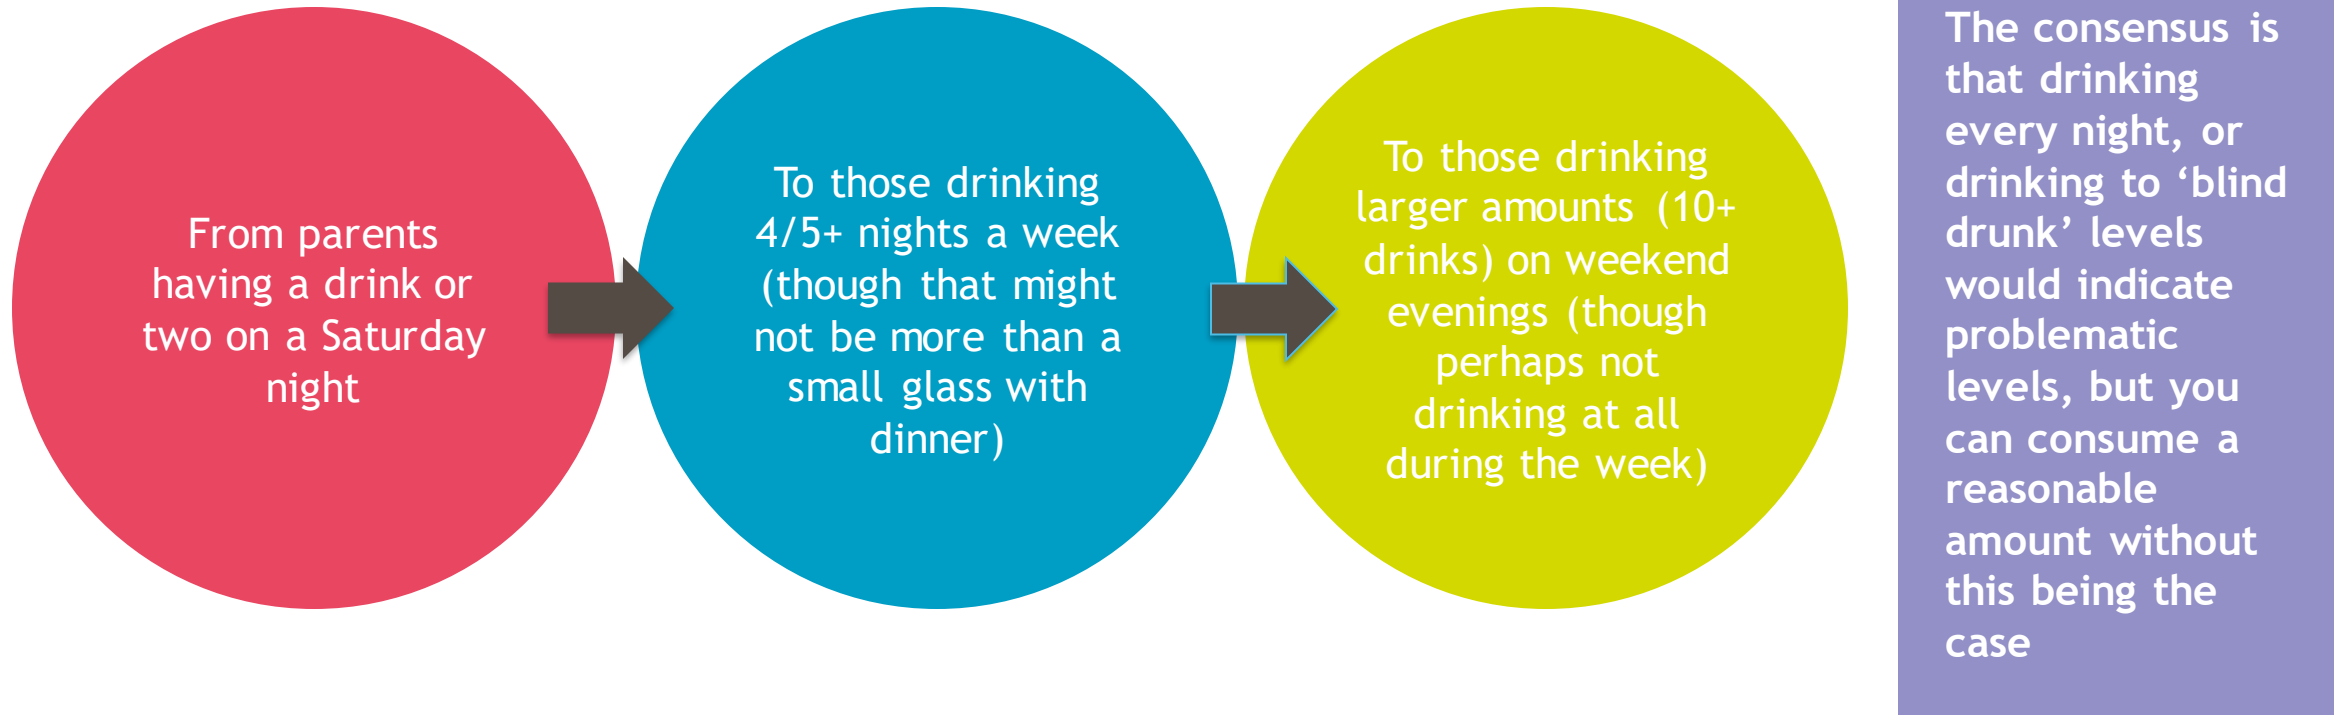 From parents
having a drink or
two on a Saturday
night
To those drinking
4/5+ nights a week
(though that might
not be more than a
small glass with
dinner)
To those drinking
larger amounts (10+
drinks) on weekend
evenings (though
perhaps not
drinking at all
during the week)
The consensus is
that drinking
every night, or
drinking to ‘blind
drunk’ levels
would indicate
problematic
levels, but you
can consume a
reasonable
amount without
this being the
case